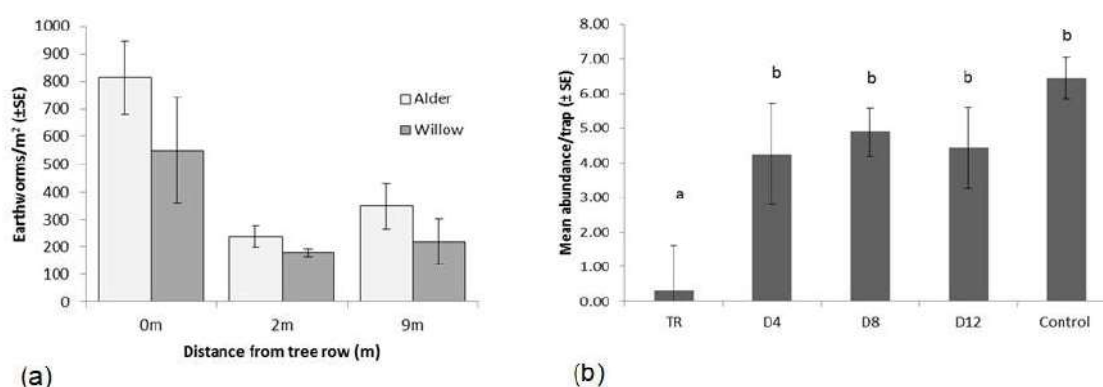 Earthworms/m² (±SE)
1000
900
800
700
600
500
400
300
200
100
0
Alder
Willow
0m 2m 9m
Distance from tree row (m)
(a)
Mean abundance/trap (± SE)
8.00
7.00
6.00
5.00
4.00
3.00
2.00
1.00
0.00
a b b b b
TR D4 D8 D12 Control
(b)